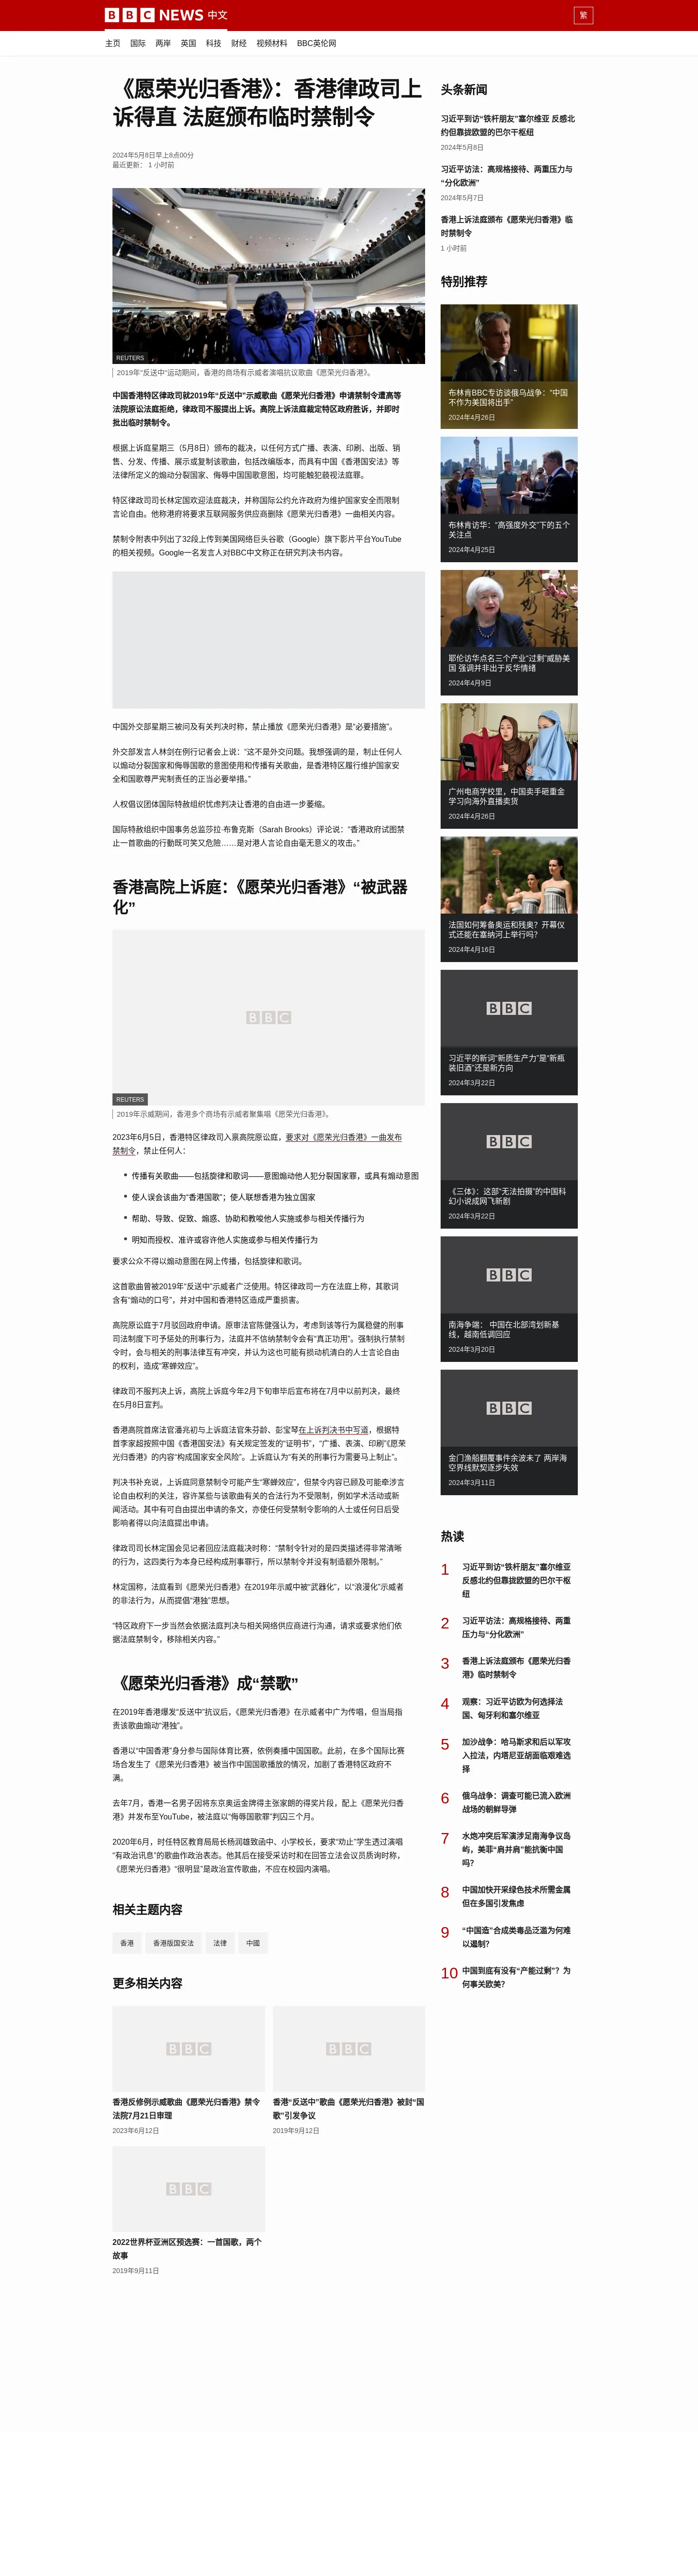 BBC NEWS 中文
繁
主页 国际 两岸 英国 科技 财经 视频材料 BBC英伦网
《愿荣光归香港》：香港律政司上
诉得直 法庭颁布临时禁制令
2024年5月8日早上8点00分
最近更新： 1 小时前
REUTERS
2019年“反送中”运动期间，香港的商场有示威者演唱抗议歌曲《愿荣光归香港》。
中国香港特区律政司就2019年“反送中”示威歌曲《愿荣光归香港》申请禁制令遭高等
法院原讼法庭拒绝，律政司不服提出上诉。高院上诉法庭裁定特区政府胜诉，并即时
批出临时禁制令。
根据上诉庭星期三（5月8日）颁布的裁决，以任何方式广播、表演、印刷、出版、销
售、分发、传播、展示或复制该歌曲，包括改编版本，而具有中国《香港国安法》等
法律所定义的煽动分裂国家、侮辱中国国歌意图，均可能触犯藐视法庭罪。
特区律政司司长林定国欢迎法庭裁决，并称国际公约允许政府为维护国家安全而限制
言论自由。他称港府将要求互联网服务供应商删除《愿荣光归香港》一曲相关内容。
禁制令附表中列出了32段上传到美国网络巨头谷歌（Google）旗下影片平台YouTube
的相关视频。Google一名发言人对BBC中文称正在研究判决书内容。
中国外交部星期三被问及有关判决时称，禁止播放《愿荣光归香港》是“必要措施”。
外交部发言人林剑在例行记者会上说：“这不是外交问题。我想强调的是，制止任何人
以煽动分裂国家和侮辱国歌的意图使用和传播有关歌曲，是香港特区履行维护国家安
全和国歌尊严宪制责任的正当必要举措。”
人权倡议团体国际特赦组织忧虑判决让香港的自由进一步萎缩。
国际特赦组织中国事务总监莎拉·布鲁克斯（Sarah Brooks）评论说：“香港政府试图禁
止一首歌曲的行動既可笑又危險……是对港人言论自由毫无意义的攻击。”
香港高院上诉庭：《愿荣光归香港》“被武器
化”
BBC
REUTERS
2019年示威期间，香港多个商场有示威者聚集唱《愿荣光归香港》。
2023年6月5日，香港特区律政司入禀高院原讼庭，要求对《愿荣光归香港》一曲发布
禁制令，禁止任何人：
传播有关歌曲——包括旋律和歌词——意图煽动他人犯分裂国家罪，或具有煽动意图
使人误会该曲为“香港国歌”；使人联想香港为独立国家
帮助、导致、促致、煽惑、协助和教唆他人实施或参与相关传播行为
明知而授权、准许或容许他人实施或参与相关传播行为
要求公众不得以煽动意图在网上传播，包括旋律和歌词。
这首歌曲曾被2019年“反送中”示威者广泛使用。特区律政司一方在法庭上称，其歌词
含有“煽动的口号”，并对中国和香港特区造成严重损害。
高院原讼庭于7月驳回政府申请。原审法官陈健强认为，考虑到该等行为属稳健的刑事
司法制度下可予惩处的刑事行为，法庭并不信纳禁制令会有“真正功用”。强制执行禁制
令时，会与相关的刑事法律互有冲突，并认为这也可能有损动机清白的人士言论自由
的权利，造成“寒蝉效应”。
律政司不服判决上诉，高院上诉庭今年2月下旬审毕后宣布将在7月中以前判决，最终
在5月8日宣判。
香港高院首席法官潘兆初与上诉庭法官朱芬龄、彭宝琴在上诉判决书中写道，根据特
首李家超按照中国《香港国安法》有关规定签发的“证明书”，“广播、表演、印刷”《愿荣
光归香港》的内容“构成国家安全风险”。上诉庭认为“有关的刑事行为需要马上制止”。
判决书补充说，上诉庭同意禁制令可能产生“寒蝉效应”，但禁令内容已顾及可能牵涉言
论自由权利的关注，容许某些与该歌曲有关的合法行为不受限制，例如学术活动或新
闻活动。其中有可自由提出申请的条文，亦使任何受禁制令影响的人士或任何日后受
影响者得以向法庭提出申请。
律政司司长林定国会见记者回应法庭裁决时称：“禁制令针对的是四类描述得非常清晰
的行为，这四类行为本身已经构成刑事罪行，所以禁制令并没有制造额外限制。”
林定国称，法庭看到《愿荣光归香港》在2019年示威中被“武器化”，以“浪漫化”示威者
的非法行为，从而提倡“港独”思想。
“特区政府下一步当然会依据法庭判决与相关网络供应商进行沟通，请求或要求他们依
据法庭禁制令，移除相关内容。”
《愿荣光归香港》成“禁歌”
在2019年香港爆发“反送中”抗议后，《愿荣光归香港》在示威者中广为传唱，但当局指
责该歌曲煽动“港独”。
香港以“中国香港”身分参与国际体育比赛，依例奏播中国国歌。此前，在多个国际比赛
场合发生了《愿荣光归香港》被当作中国国歌播放的情况，加剧了香港特区政府不
满。
去年7月，香港一名男子因将东京奥运金牌得主张家朗的得奖片段，配上《愿荣光归香
港》并发布至YouTube，被法庭以“侮辱国歌罪”判囚三个月。
2020年6月，时任特区教育局局长杨润雄致函中、小学校长，要求“劝止”学生透过演唱
“有政治讯息”的歌曲作政治表态。他其后在接受采访时和在回答立法会议员质询时称，
《愿荣光归香港》“很明显”是政治宣传歌曲，不应在校园内演唱。
相关主题内容
香港 香港版国安法 法律 中國
更多相关内容
BBC
BBC
香港反修例示威歌曲《愿荣光归香港》禁令
法院7月21日审理
2023年6月12日
香港“反送中”歌曲《愿荣光归香港》被封“国
歌”引发争议
2019年9月12日
BBC
2022世界杯亚洲区预选赛：一首国歌，两个
故事
2019年9月11日
头条新闻
习近平到访“铁杆朋友”塞尔维亚 反感北
约但靠拢欧盟的巴尔干枢纽
2024年5月8日
习近平访法：高规格接待、两重压力与
“分化欧洲”
2024年5月7日
香港上诉法庭颁布《愿荣光归香港》临
时禁制令
1 小时前
特别推荐
布林肯BBC专访谈俄乌战争：“中国
不作为美国将出手”
2024年4月26日
布林肯访华：“高强度外交”下的五个
关注点
2024年4月25日
耶伦访华点名三个产业“过剩”威胁美
国 强调并非出于反华情绪
2024年4月9日
广州电商学校里，中国卖手砸重金
学习向海外直播卖货
2024年4月26日
法国如何筹备奥运和残奥？开幕仪
式还能在塞纳河上举行吗？
2024年4月16日
BBC
习近平的新词“新质生产力”是“新瓶
装旧酒”还是新方向
2024年3月22日
BBC
《三体》：这部“无法拍摄”的中国科
幻小说成网飞新剧
2024年3月22日
BBC
南海争端： 中国在北部湾划新基
线，越南低调回应
2024年3月20日
BBC
金门渔船翻覆事件余波未了 两岸海
空界线默契逐步失效
2024年3月11日
热读
1 习近平到访“铁杆朋友”塞尔维亚
反感北约但靠拢欧盟的巴尔干枢
纽
2 习近平访法：高规格接待、两重
压力与“分化欧洲”
3 香港上诉法庭颁布《愿荣光归香
港》临时禁制令
4 观察：习近平访欧为何选择法
国、匈牙利和塞尔维亚
5 加沙战争：哈马斯求和后以军攻
入拉法，内塔尼亚胡面临艰难选
择
6 俄乌战争：调查可能已流入欧洲
战场的朝鲜导弹
7 水炮冲突后军演涉足南海争议岛
屿，美菲“肩并肩”能抗衡中国
吗？
8 中国加快开采绿色技术所需金属
但在多国引发焦虑
9 “中国造”合成类毒品泛滥为何难
以遏制？
10 中国到底有没有“产能过剩”？为
何事关欧美？